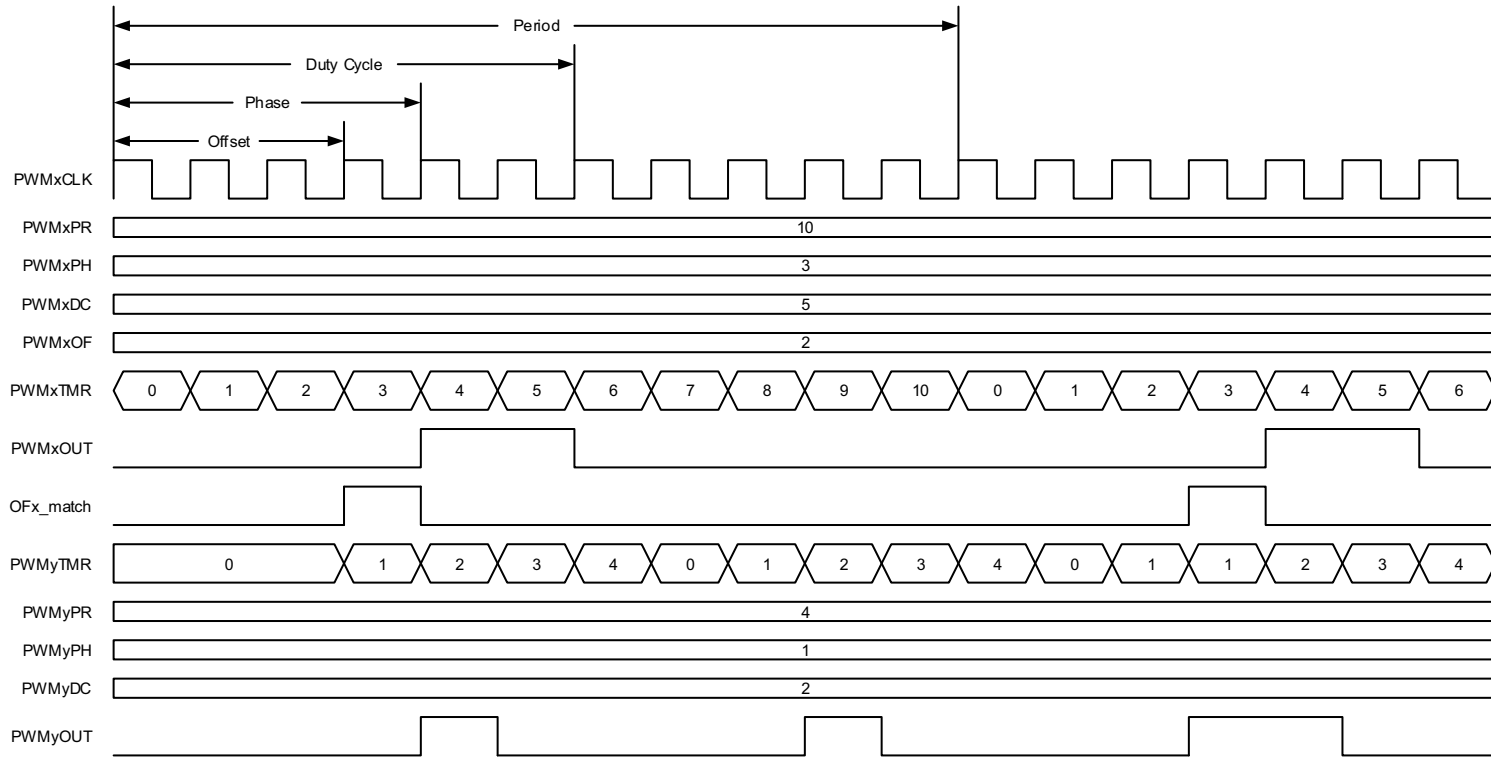 Period
Duty Cycle
Phase
Offset
PWMxCLK
PWMxPR 10
PWMxPH 3
PWMxDC 5
PWMxOF 2
PWMxTMR 0 1 2 3 4 5 6 7 8 9 10 0 1 2 3 4 5 6
PWMxOUT
OFx_match
PWMyTMR 0 1 2 3 4 0 1 2 3 4 0 1 1 2 3 4
PWMyPR 4
PWMyPH 1
PWMyDC 2
PWMyOUT